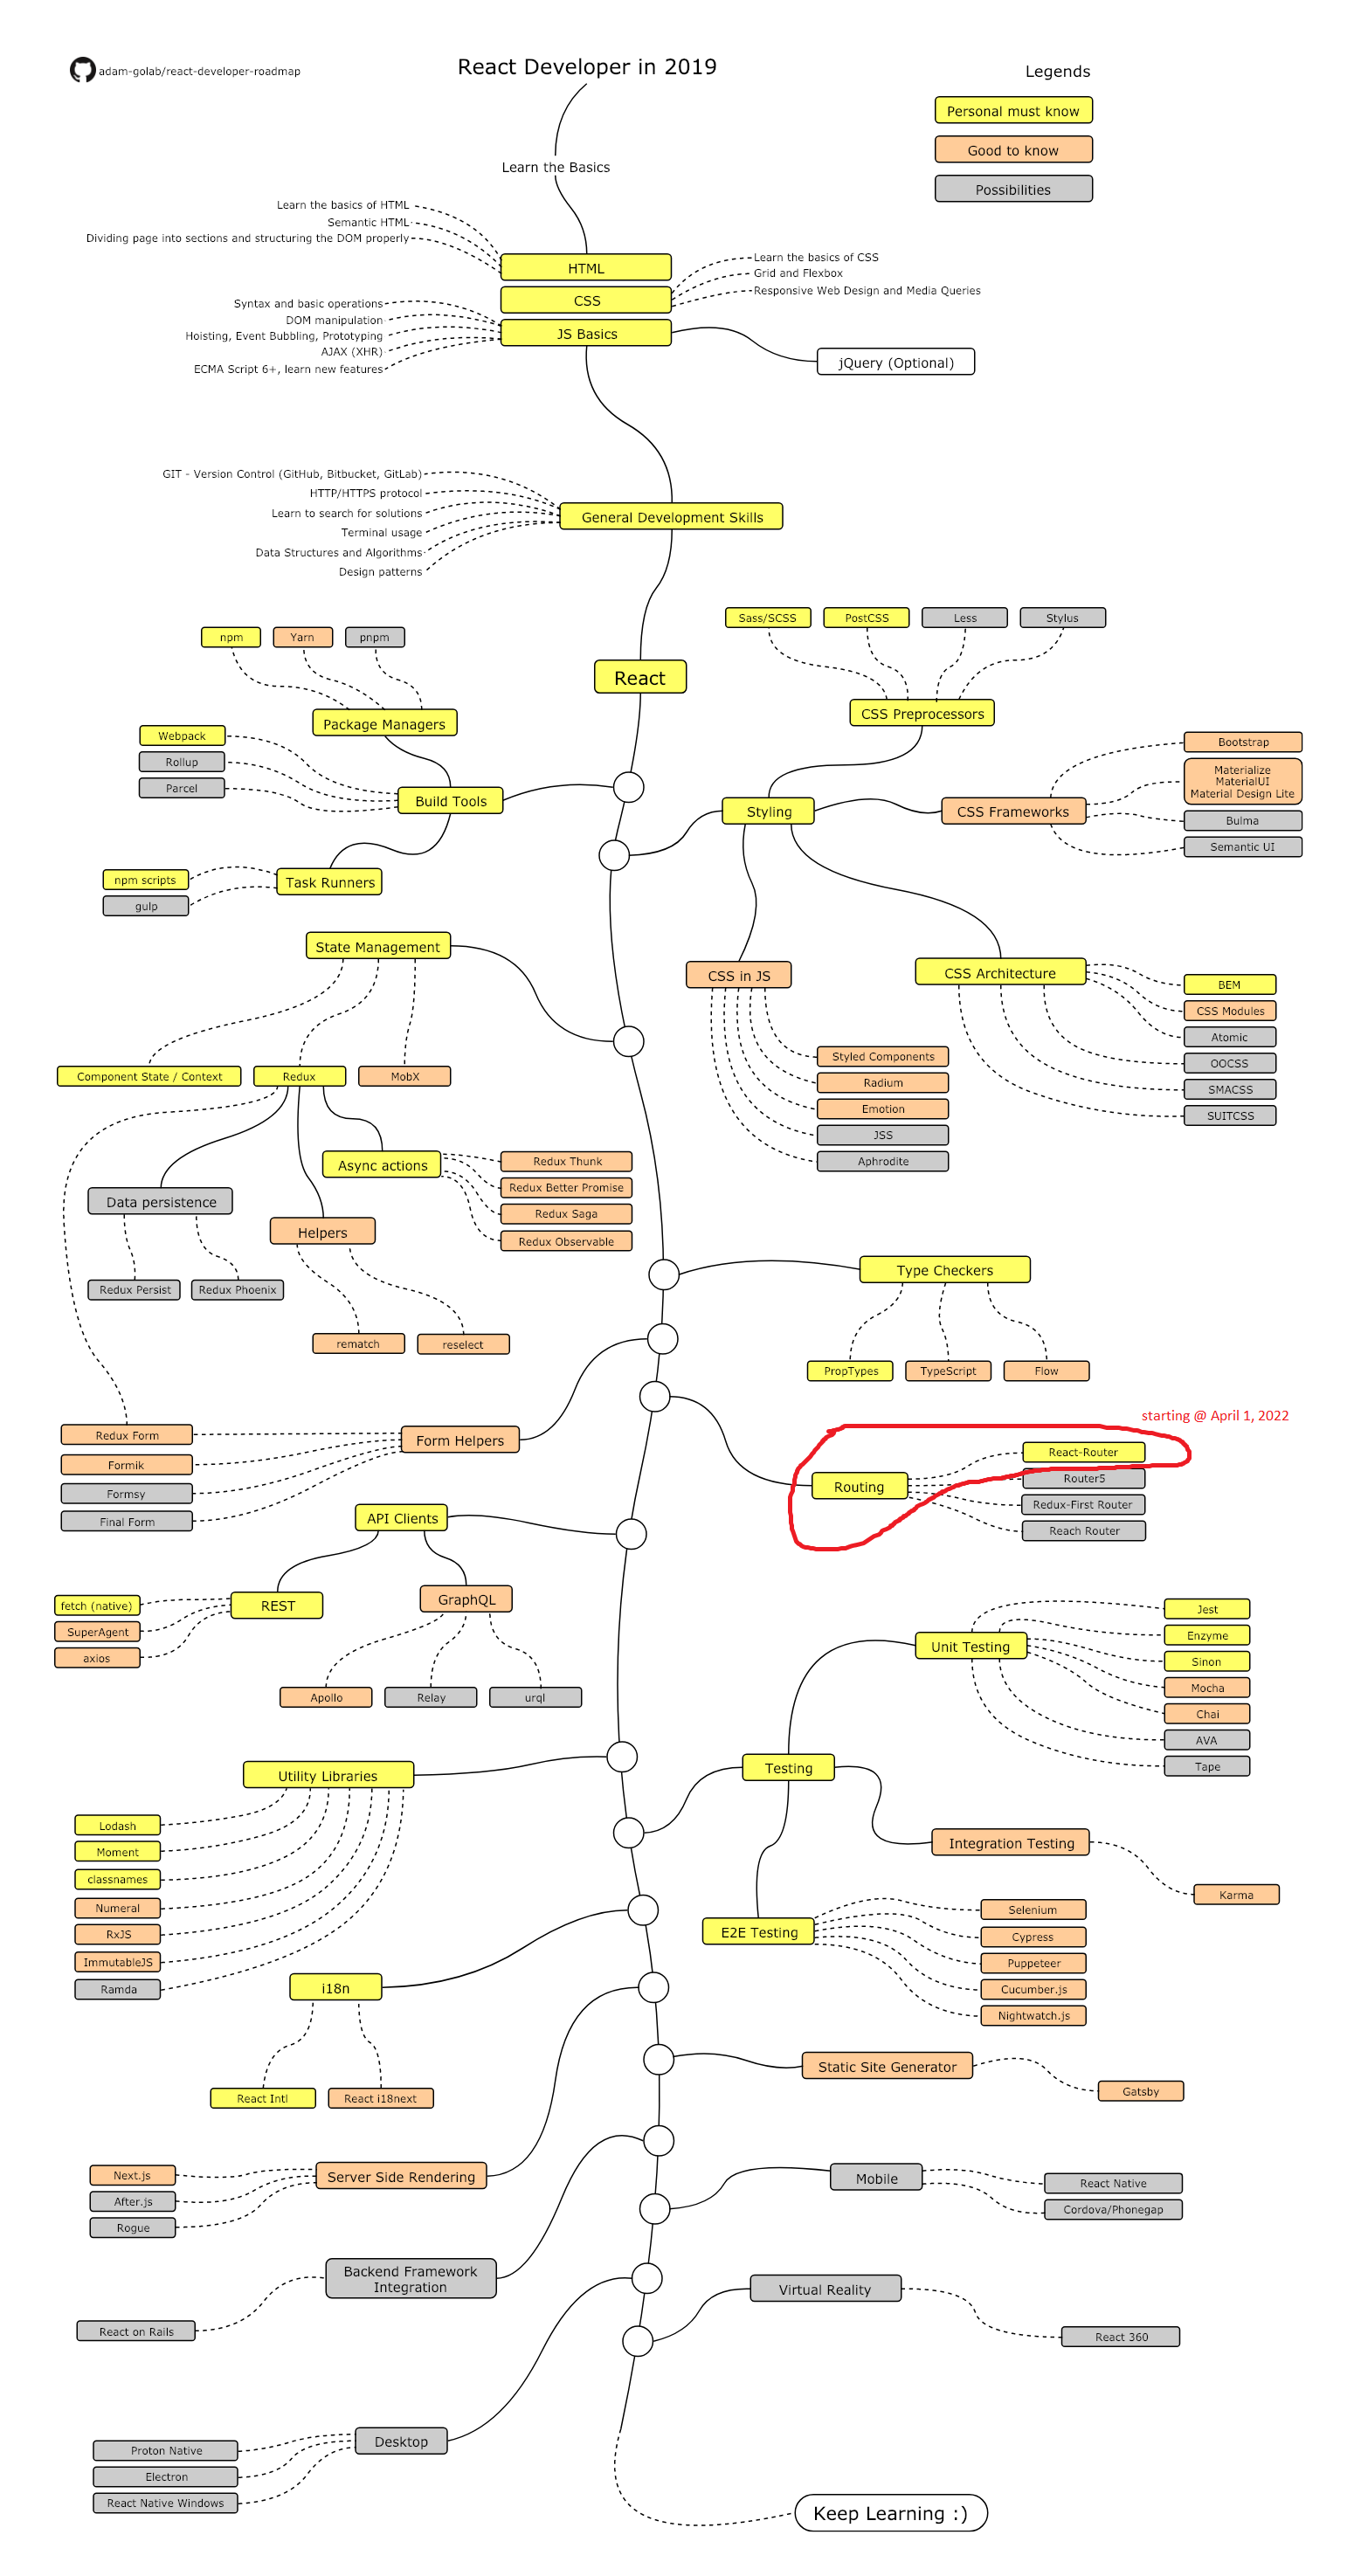 adam-golab/react-developer-roadmap
React Developer in 2019
Legends
Personal must know
Good to know
Possibilities
Learn the Basics
Learn the basics of HTML
Semantic HTML
Dividing page into sections and structuring the DOM properly
HTML
Learn the basics of CSS
Grid and Flexbox
Responsive Web Design and Media Queries
CSS
Syntax and basic operations
DOM manipulation
Hoisting, Event Bubbling, Prototyping
AJAX (XHR)
ECMA Script 6+, learn new features
JS Basics
jQuery (Optional)
GIT - Version Control (GitHub, Bitbucket, GitLab)
HTTP/HTTPS protocol
Learn to search for solutions
Terminal usage
Data Structures and Algorithms
Design patterns
General Development Skills
React
npm
Yarn
pnpm
Package Managers
Webpack
Rollup
Parcel
Build Tools
Task Runners
npm scripts
gulp
Sass/SCSS
PostCSS
Less
Stylus
CSS Preprocessors
Styling
CSS Frameworks
Bootstrap
Materialize
MaterialUI
Material Design Lite
Bulma
Semantic UI
CSS in JS
Styled Components
Radium
Emotion
JSS
Aphrodite
CSS Architecture
BEM
CSS Modules
Atomic
OOCSS
SMACSS
SUITCSS
State Management
Component State / Context
Redux
MobX
Async actions
Redux Thunk
Redux Better Promise
Redux Saga
Redux Observable
Data persistence
Helpers
Redux Persist
Redux Phoenix
rematch
reselect
Type Checkers
PropTypes
TypeScript
Flow
Form Helpers
Redux Form
Formik
Formsy
Final Form
starting @ April 1, 2022
Routing
React-Router
Router5
Redux-First Router
Reach Router
API Clients
REST
fetch (native)
SuperAgent
axios
GraphQL
Apollo
Relay
urql
Unit Testing
Jest
Enzyme
Sinon
Mocha
Chai
AVA
Tape
Testing
Integration Testing
Karma
E2E Testing
Selenium
Cypress
Puppeteer
Cucumber.js
Nightwatch.js
Utility Libraries
Lodash
Moment
classnames
Numeral
RxJS
ImmutableJS
Ramda
i18n
React Intl
React i18next
Static Site Generator
Gatsby
Server Side Rendering
Next.js
After.js
Rogue
Mobile
React Native
Cordova/Phonegap
Backend Framework
Integration
React on Rails
Virtual Reality
React 360
Desktop
Proton Native
Electron
React Native Windows
Keep Learning :)